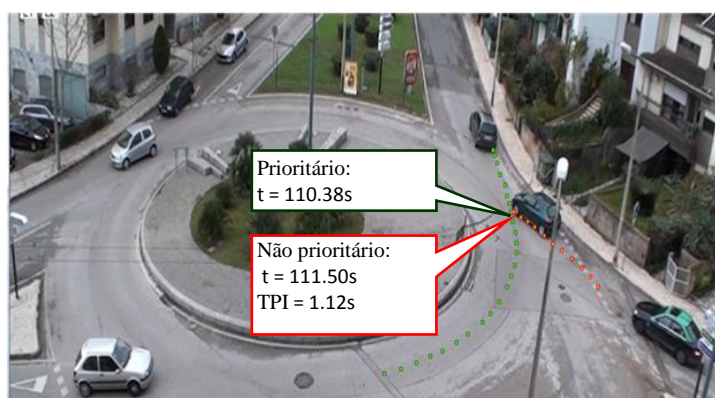 Prioritário:
t = 110.38s
Não prioritário:
t = 111.50s
TPI = 1.12s